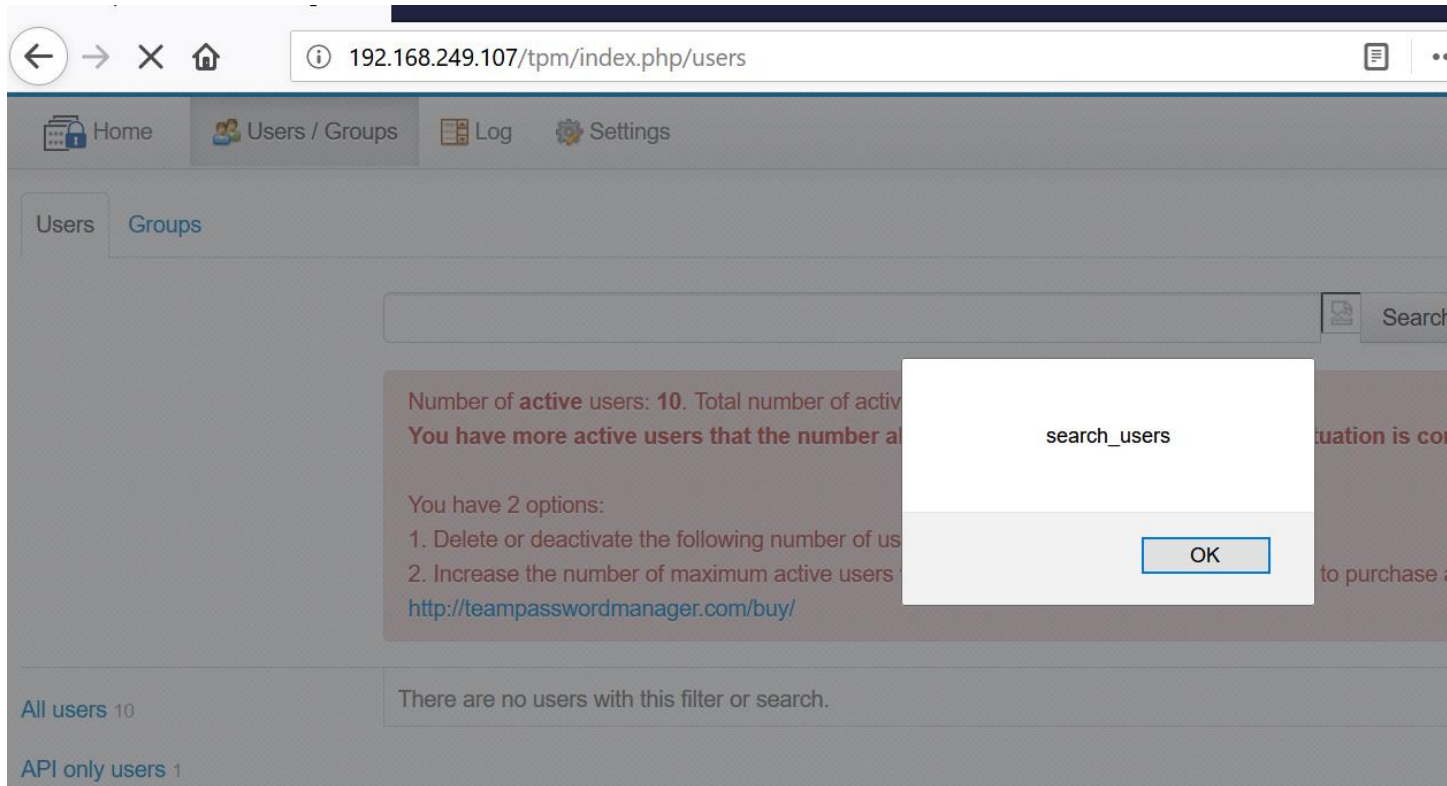 192.168.249.107/tpm/index.php/users
Home Users / Groups Log Settings
Users Groups
Search
Number of active users: 10. Total number of activ
You have more active users that the number al
tuation is cor
You have 2 options:
1. Delete or deactivate the following number of us
2. Increase the number of maximum active users
to purchase
http://teampasswordmanager.com/buy/
search_users
OK
All users 10
There are no users with this filter or search.
API only users 1